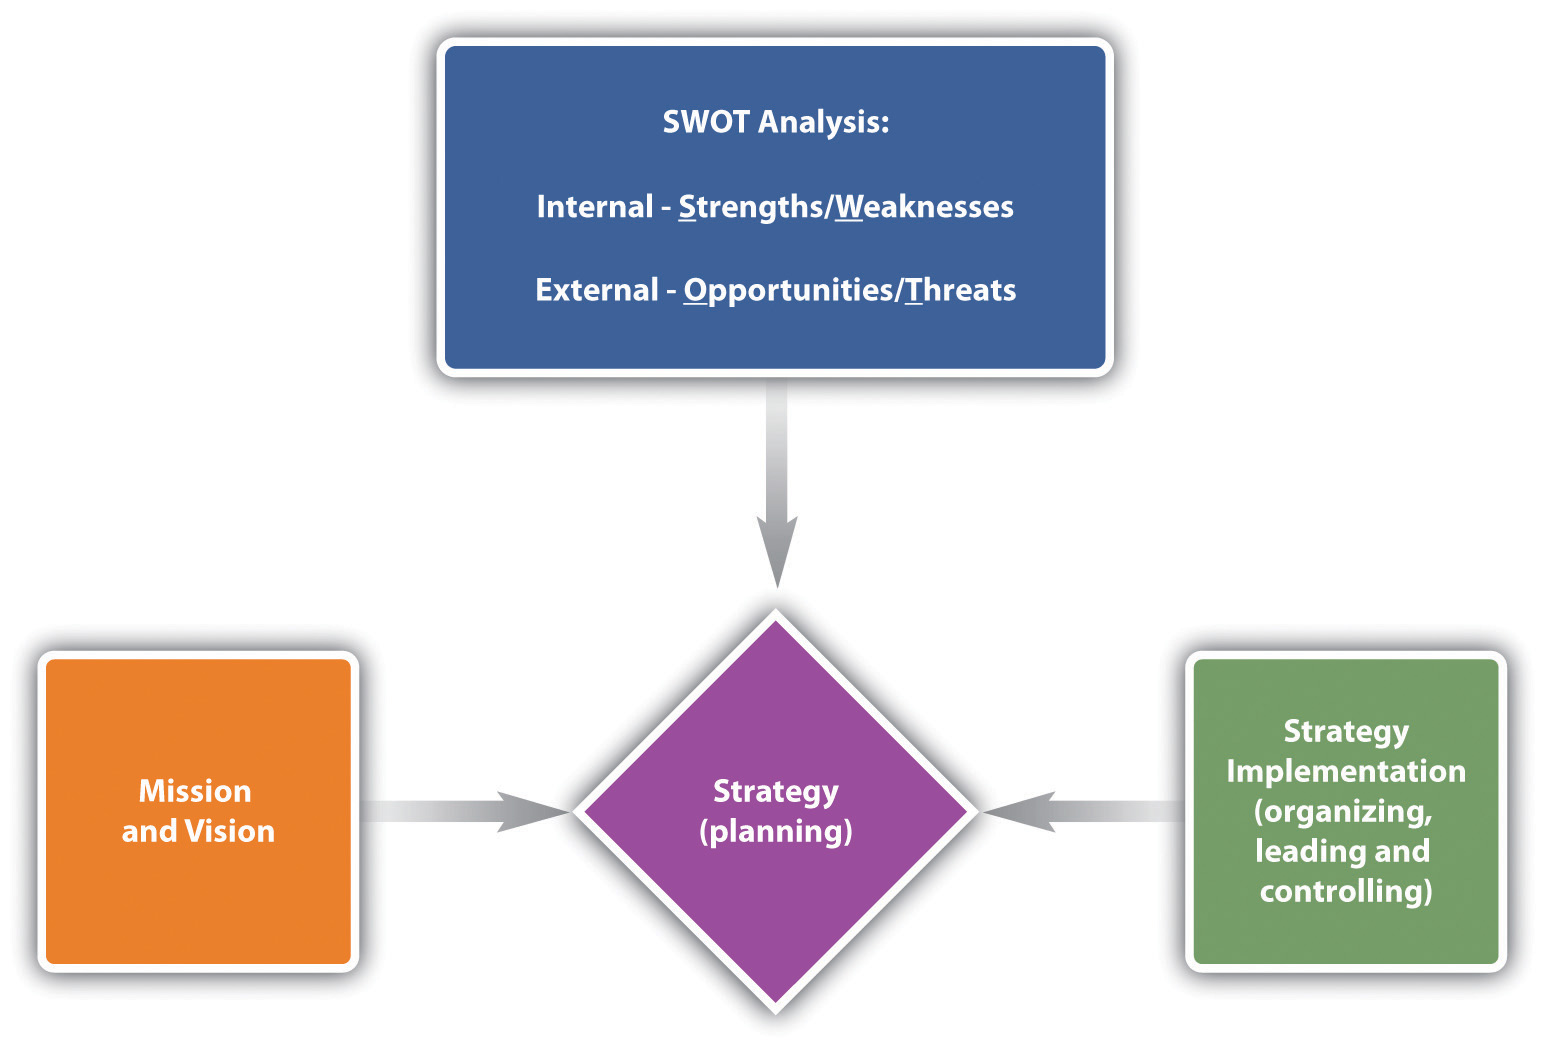 SWOT Analysis:
Internal - Strengths/Weaknesses
External - Opportunities/Threats
Mission
and Vision
Strategy
(planning)
Strategy
Implementation
(organizing,
leading and
controlling)